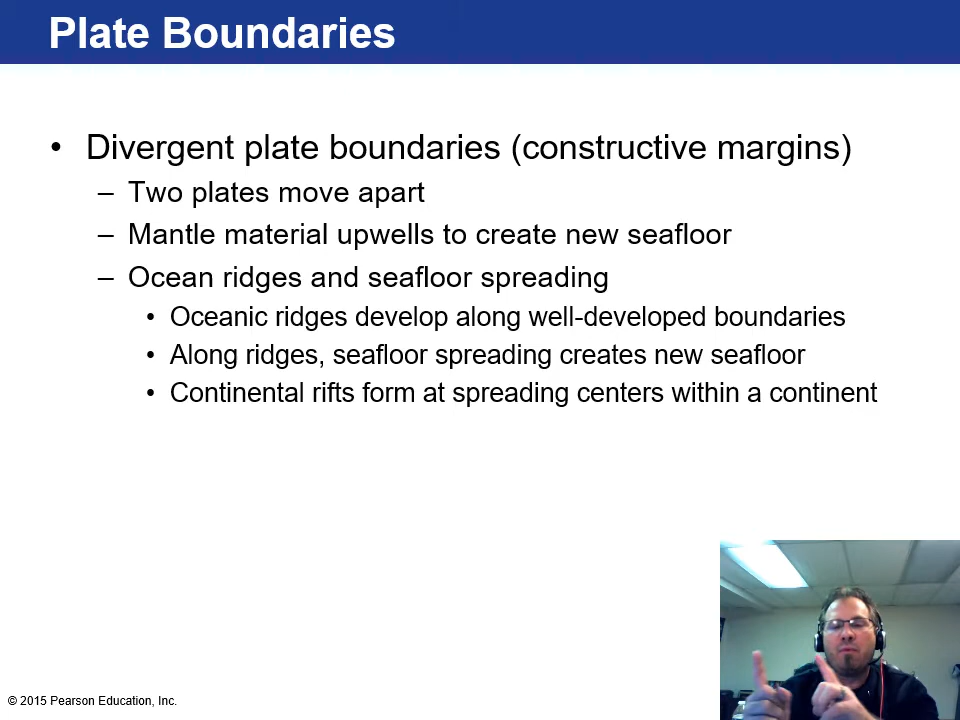 Plate Boundaries
• Divergent plate boundaries (constructive margins)
– Two plates move apart
– Mantle material upwells to create new seafloor
– Ocean ridges and seafloor spreading
• Oceanic ridges develop along well-developed boundaries
• Along ridges, seafloor spreading creates new seafloor
• Continental rifts form at spreading centers within a continent
© 2015 Pearson Education, Inc.